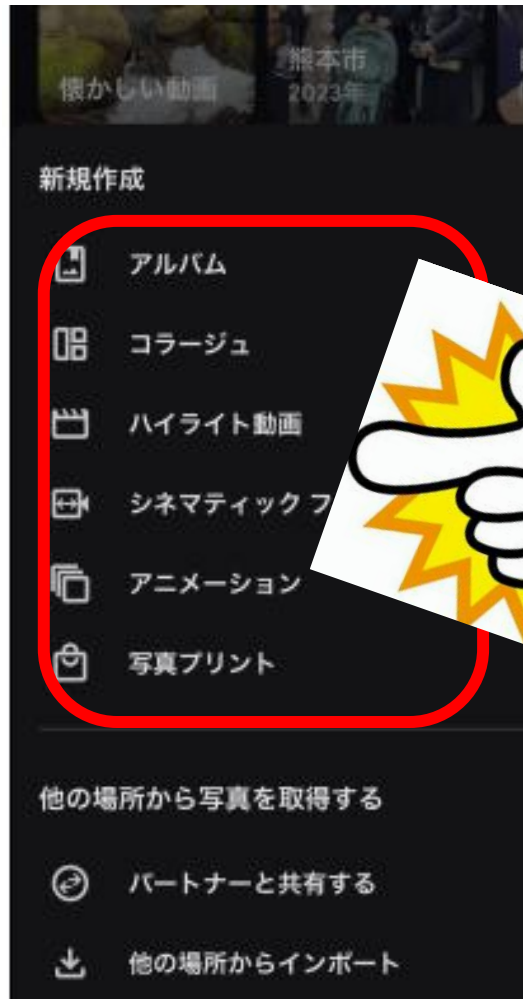 懐かしい動画
熊本市
2023年
新規作成
アルバム
コラージュ
ハイライト動画
シネマティック フ
アニメーション
写真プリント
他の場所から写真を取得する
パートナーと共有する
他の場所からインポート